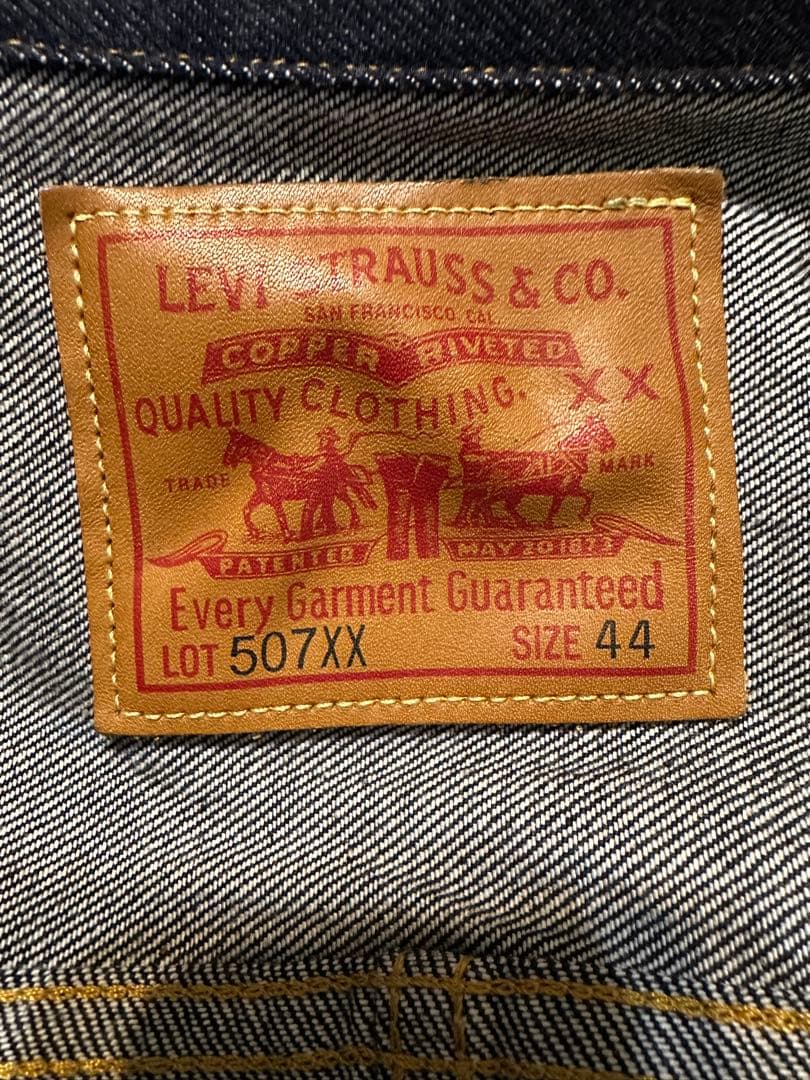 LEVI STRAUSS & CO.
SAN FRANCISCO, CAL.
COPPER RIVETED
QUALITY CLOTHING. XX
TRADE MARK
PATENTED MAY 20 1873
Every Garment Guaranteed
LOT 507XX SIZE 44